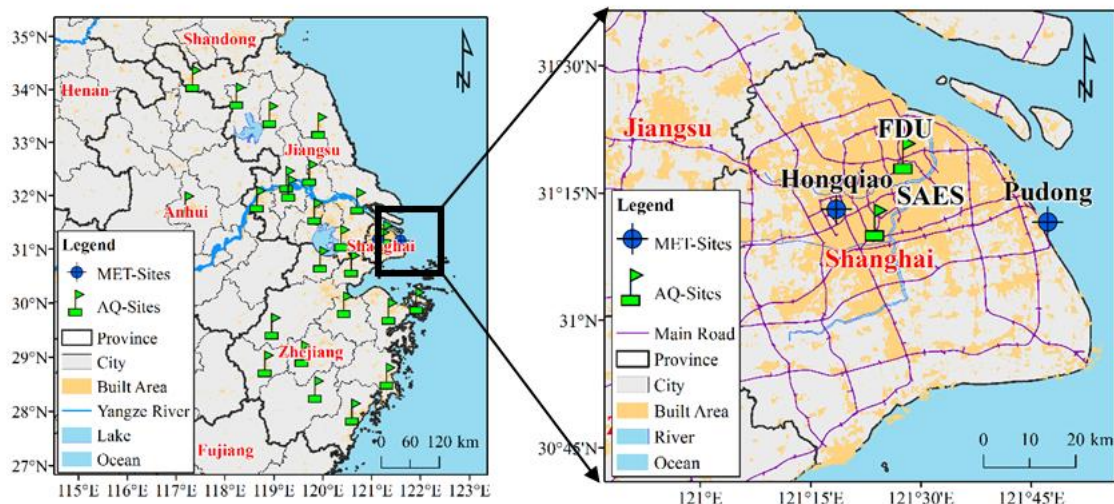 35°N
34°N
33°N
32°N
31°N
30°N
29°N
28°N
27°N
Shandong
Henan
Jiangsu
Anhui
Shanghai
Zhejiang
Fujiang
N
Legend
MET-Sites
AQ-Sites
Province
City
Built Area
Yangze River
Lake
Ocean
0 60 120 km
115°E 116°E 117°E 118°E 119°E 120°E 121°E 122°E 123°E
31°30'N
31°15'N
31°N
30°45'N
N
Jiangsu
FDU
Hongqiao
SAES
Pudong
Shanghai
Legend
MET-Sites
AQ-Sites
Main Road
Province
City
Built Area
River
Ocean
0 10 20 km
121°E 121°15'E 121°30'E 121°45'E